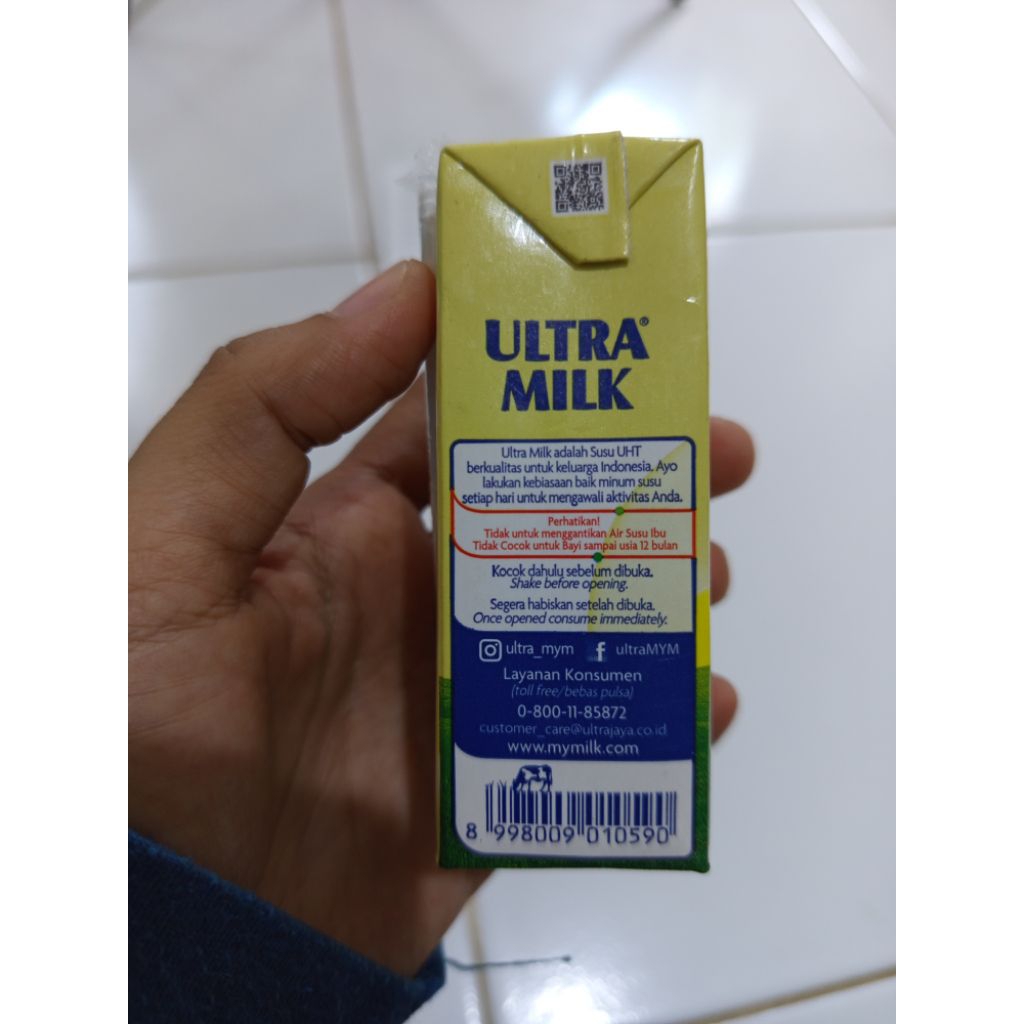 ULTRA®
MILK
Ultra Milk adalah Susu UHT
berkualitas untuk keluarga Indonesia. Ayo
lakukan kebiasaan baik minum susu
setiap hari untuk mengawali aktivitas Anda.
Perhatikan!
Tidak untuk menggantikan Air Susu Ibu
Tidak Cocok untuk Bayi sampai usia 12 bulan
Kocok dahulu sebelum dibuka.
Shake before opening.
Segera habiskan setelah dibuka.
Once opened consume immediately.
ultra_mym ultraMYM
Layanan Konsumen
(toll free/bebas pulsa)
0-800-11-85872
customer_care@ultrajaya.co.id
www.mymilk.com
8 998009 010590